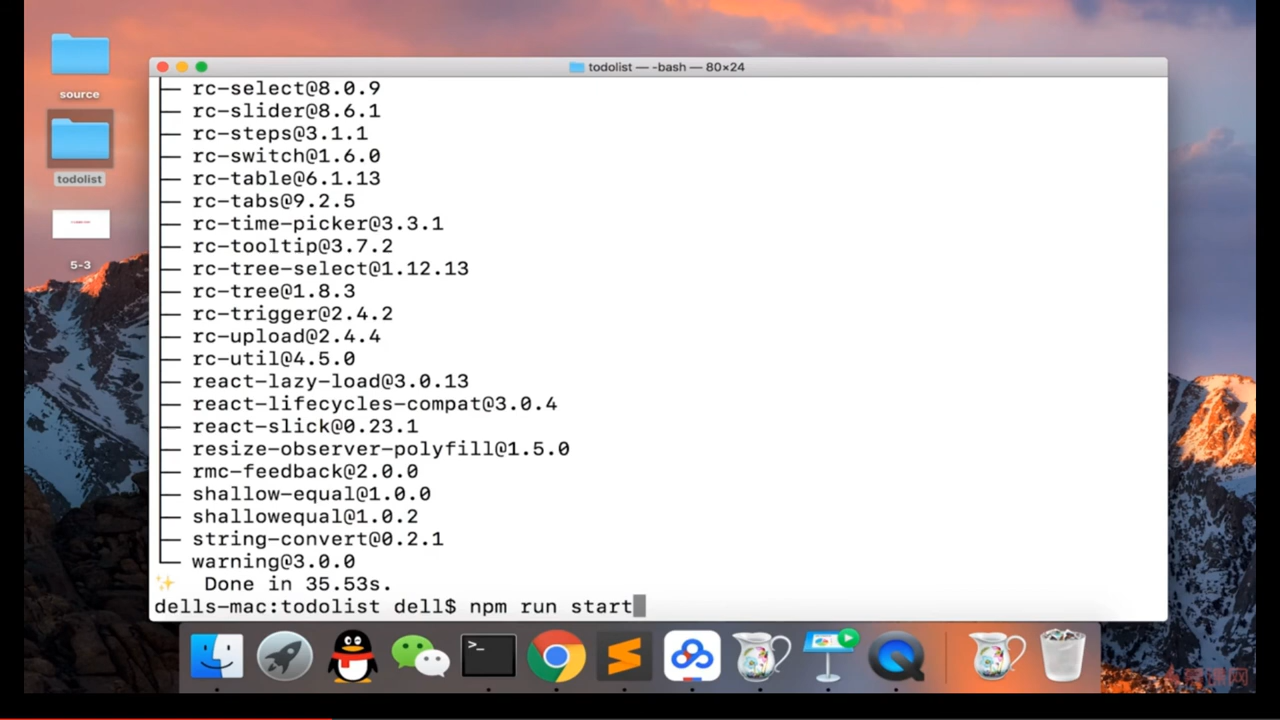 todolist — -bash — 80×24
source
todolist
5-3
├─ rc-select@8.0.9
├─ rc-slider@8.6.1
├─ rc-steps@3.1.1
├─ rc-switch@1.6.0
├─ rc-table@6.1.13
├─ rc-tabs@9.2.5
├─ rc-time-picker@3.3.1
├─ rc-tooltip@3.7.2
├─ rc-tree-select@1.12.13
├─ rc-tree@1.8.3
├─ rc-trigger@2.4.2
├─ rc-upload@2.4.4
├─ rc-util@4.5.0
├─ react-lazy-load@3.0.13
├─ react-lifecycles-compat@3.0.4
├─ react-slick@0.23.1
├─ resize-observer-polyfill@1.5.0
├─ rmc-feedback@2.0.0
├─ shallow-equal@1.0.0
├─ shallowequal@1.0.2
├─ string-convert@0.2.1
└─ warning@3.0.0
✨  Done in 35.53s.
dells-mac:todolist dell$ npm run start
>_